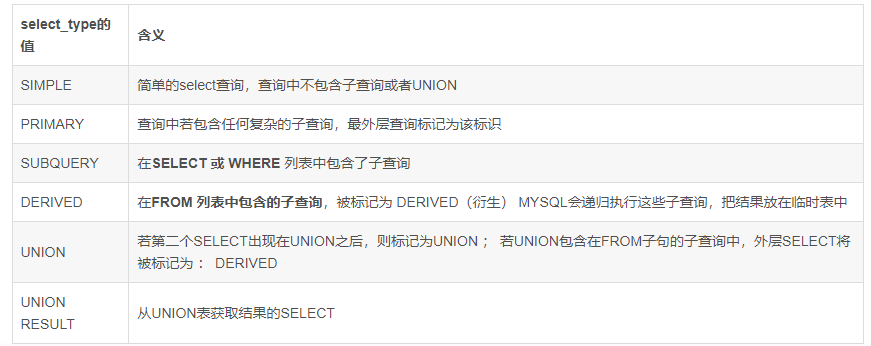 select_type的
值
含义
SIMPLE
简单的select查询，查询中不包含子查询或者UNION
PRIMARY
查询中若包含任何复杂的子查询，最外层查询标记为该标识
SUBQUERY
在SELECT 或 WHERE 列表中包含了子查询
DERIVED
在FROM 列表中包含的子查询，被标记为 DERIVED（衍生） MYSQL会递归执行这些子查询，把结果放在临时表中
UNION
若第二个SELECT出现在UNION之后，则标记为UNION ； 若UNION包含在FROM子句的子查询中，外层SELECT将
被标记为 ： DERIVED
UNION
RESULT
从UNION表获取结果的SELECT